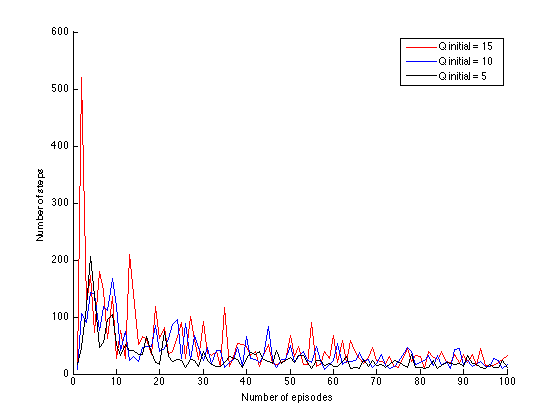 600
500
400
300
200
100
0
Number of steps
0 10 20 30 40 50 60 70 80 90 100
Number of episodes
Q initial = 15
Q initial = 10
Q initial = 5